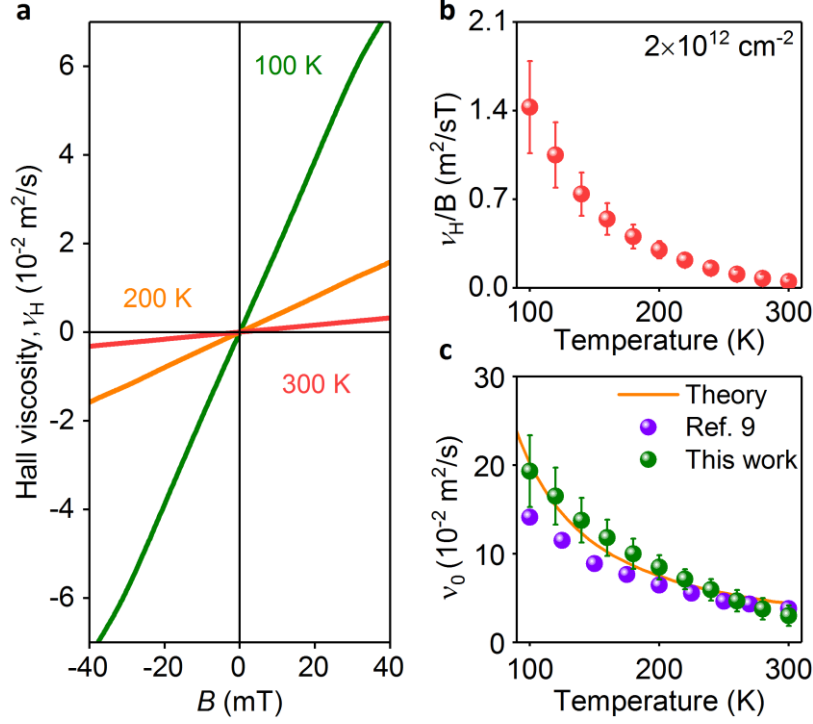 a
Hall viscosity, νH (10-2 m2/s)
6
4
2
0
-2
-4
-6
100 K
200 K
300 K
-40
-20
0
20
40
B (mT)
b
νH/B (m2/sT)
2.1
1.4
0.7
0.0
2×1012 cm-2
100
200
300
Temperature (K)
c
ν0 (10-2 m2/s)
30
20
10
0
Theory
Ref. 9
This work
100
200
300
Temperature (K)